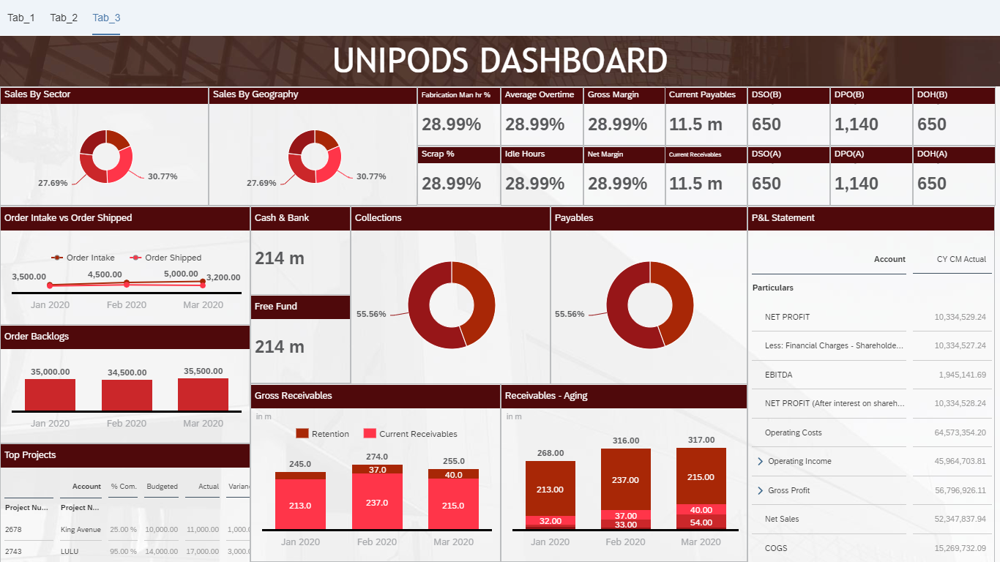 Tab_1 Tab_2 Tab_3
UNIPODS DASHBOARD
Sales By Sector
27.69%
30.77%
Sales By Geography
27.69%
30.77%
Fabrication Man hr %
28.99%
Average Overtime
28.99%
Gross Margin
28.99%
Current Payables
11.5 m
DSO(B)
650
DPO(B)
1,140
DOH(B)
650
Scrap %
28.99%
Idle Hours
28.99%
Net Margin
28.99%
Current Receivables
11.5 m
DSO(A)
650
DPO(A)
1,140
DOH(A)
650
Order Intake vs Order Shipped
Order Intake Order Shipped
3,500.00 4,500.00 5,000.00 3,200.00
Jan 2020 Feb 2020 Mar 2020
Order Backlogs
35,000.00 34,500.00 35,500.00
Jan 2020 Feb 2020 Mar 2020
Top Projects
Account % Com. Budgeted Actual Varian
Project Nu... Project N...
2678 King Avenue 25.00 % 10,000.00 11,000.00 1,000.0
2743 LULU 95.00 % 14,000.00 17,000.00 3,000.0
Cash & Bank
214 m
Free Fund
214 m
Collections
55.56%
Payables
55.56%
Gross Receivables
in m
Retention Current Receivables
245.0 274.0 255.0
37.0 40.0
213.0 237.0 215.0
Jan 2020 Feb 2020 Mar 2020
Receivables - Aging
in m
268.00 316.00 317.00
213.00 237.00 215.00
32.00 37.00 40.00
33.00 54.00
Jan 2020 Feb 2020 Mar 2020
P&L Statement
Account CY CM Actual
Particulars
NET PROFIT 10,334,529.24
Less: Financial Charges - Shareholde... 10,334,527.24
EBITDA 1,945,141.69
NET PROFIT (After interest on shareh... 10,334,528.24
Operating Costs 64,573,354.20
Operating Income 45,964,703.81
Gross Profit 56,796,926.11
Net Sales 52,347,837.94
COGS 15,269,732.09